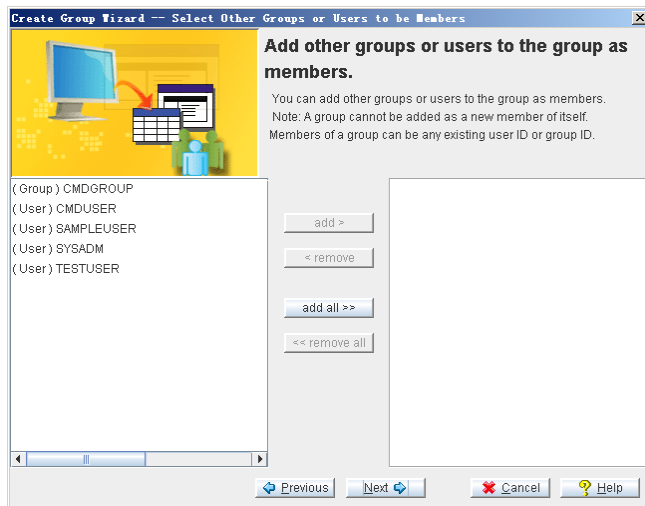 Create Group Wizard -- Select Other Groups or Users to be Members
Add other groups or users to the group as
members.
You can add other groups or users to the group as members.
Note: A group cannot be added as a new member of itself.
Members of a group can be any existing user ID or group ID.
( Group ) CMDGROUP
( User ) CMDUSER
( User ) SAMPLEUSER
( User ) SYSADM
( User ) TESTUSER
add >
< remove
add all >>
<< remove all
Previous
Next
Cancel
Help